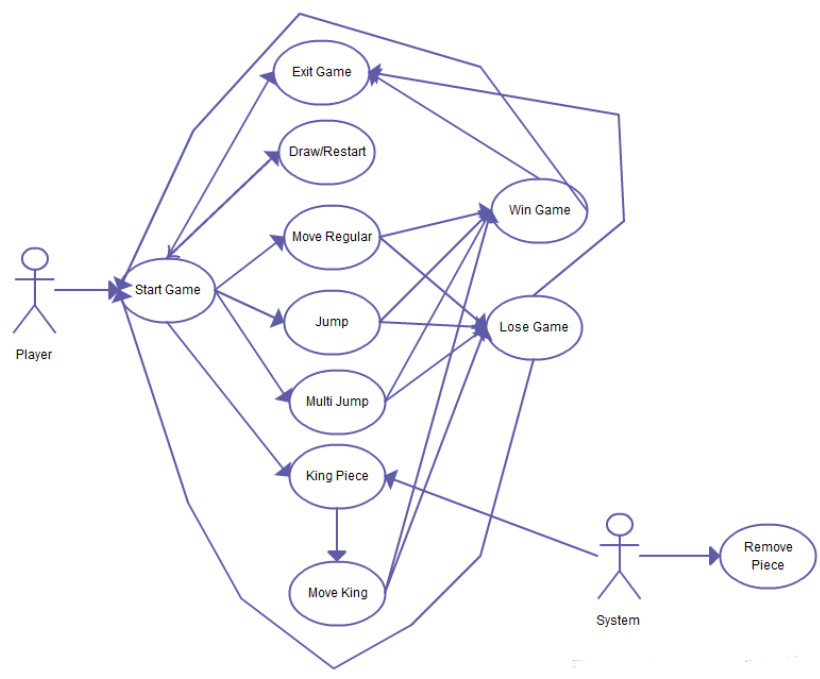 Exit Game
Draw/Restart
Move Regular
Win Game
Start Game
Jump
Lose Game
Player
Multi Jump
King Piece
Move King
Remove
Piece
System